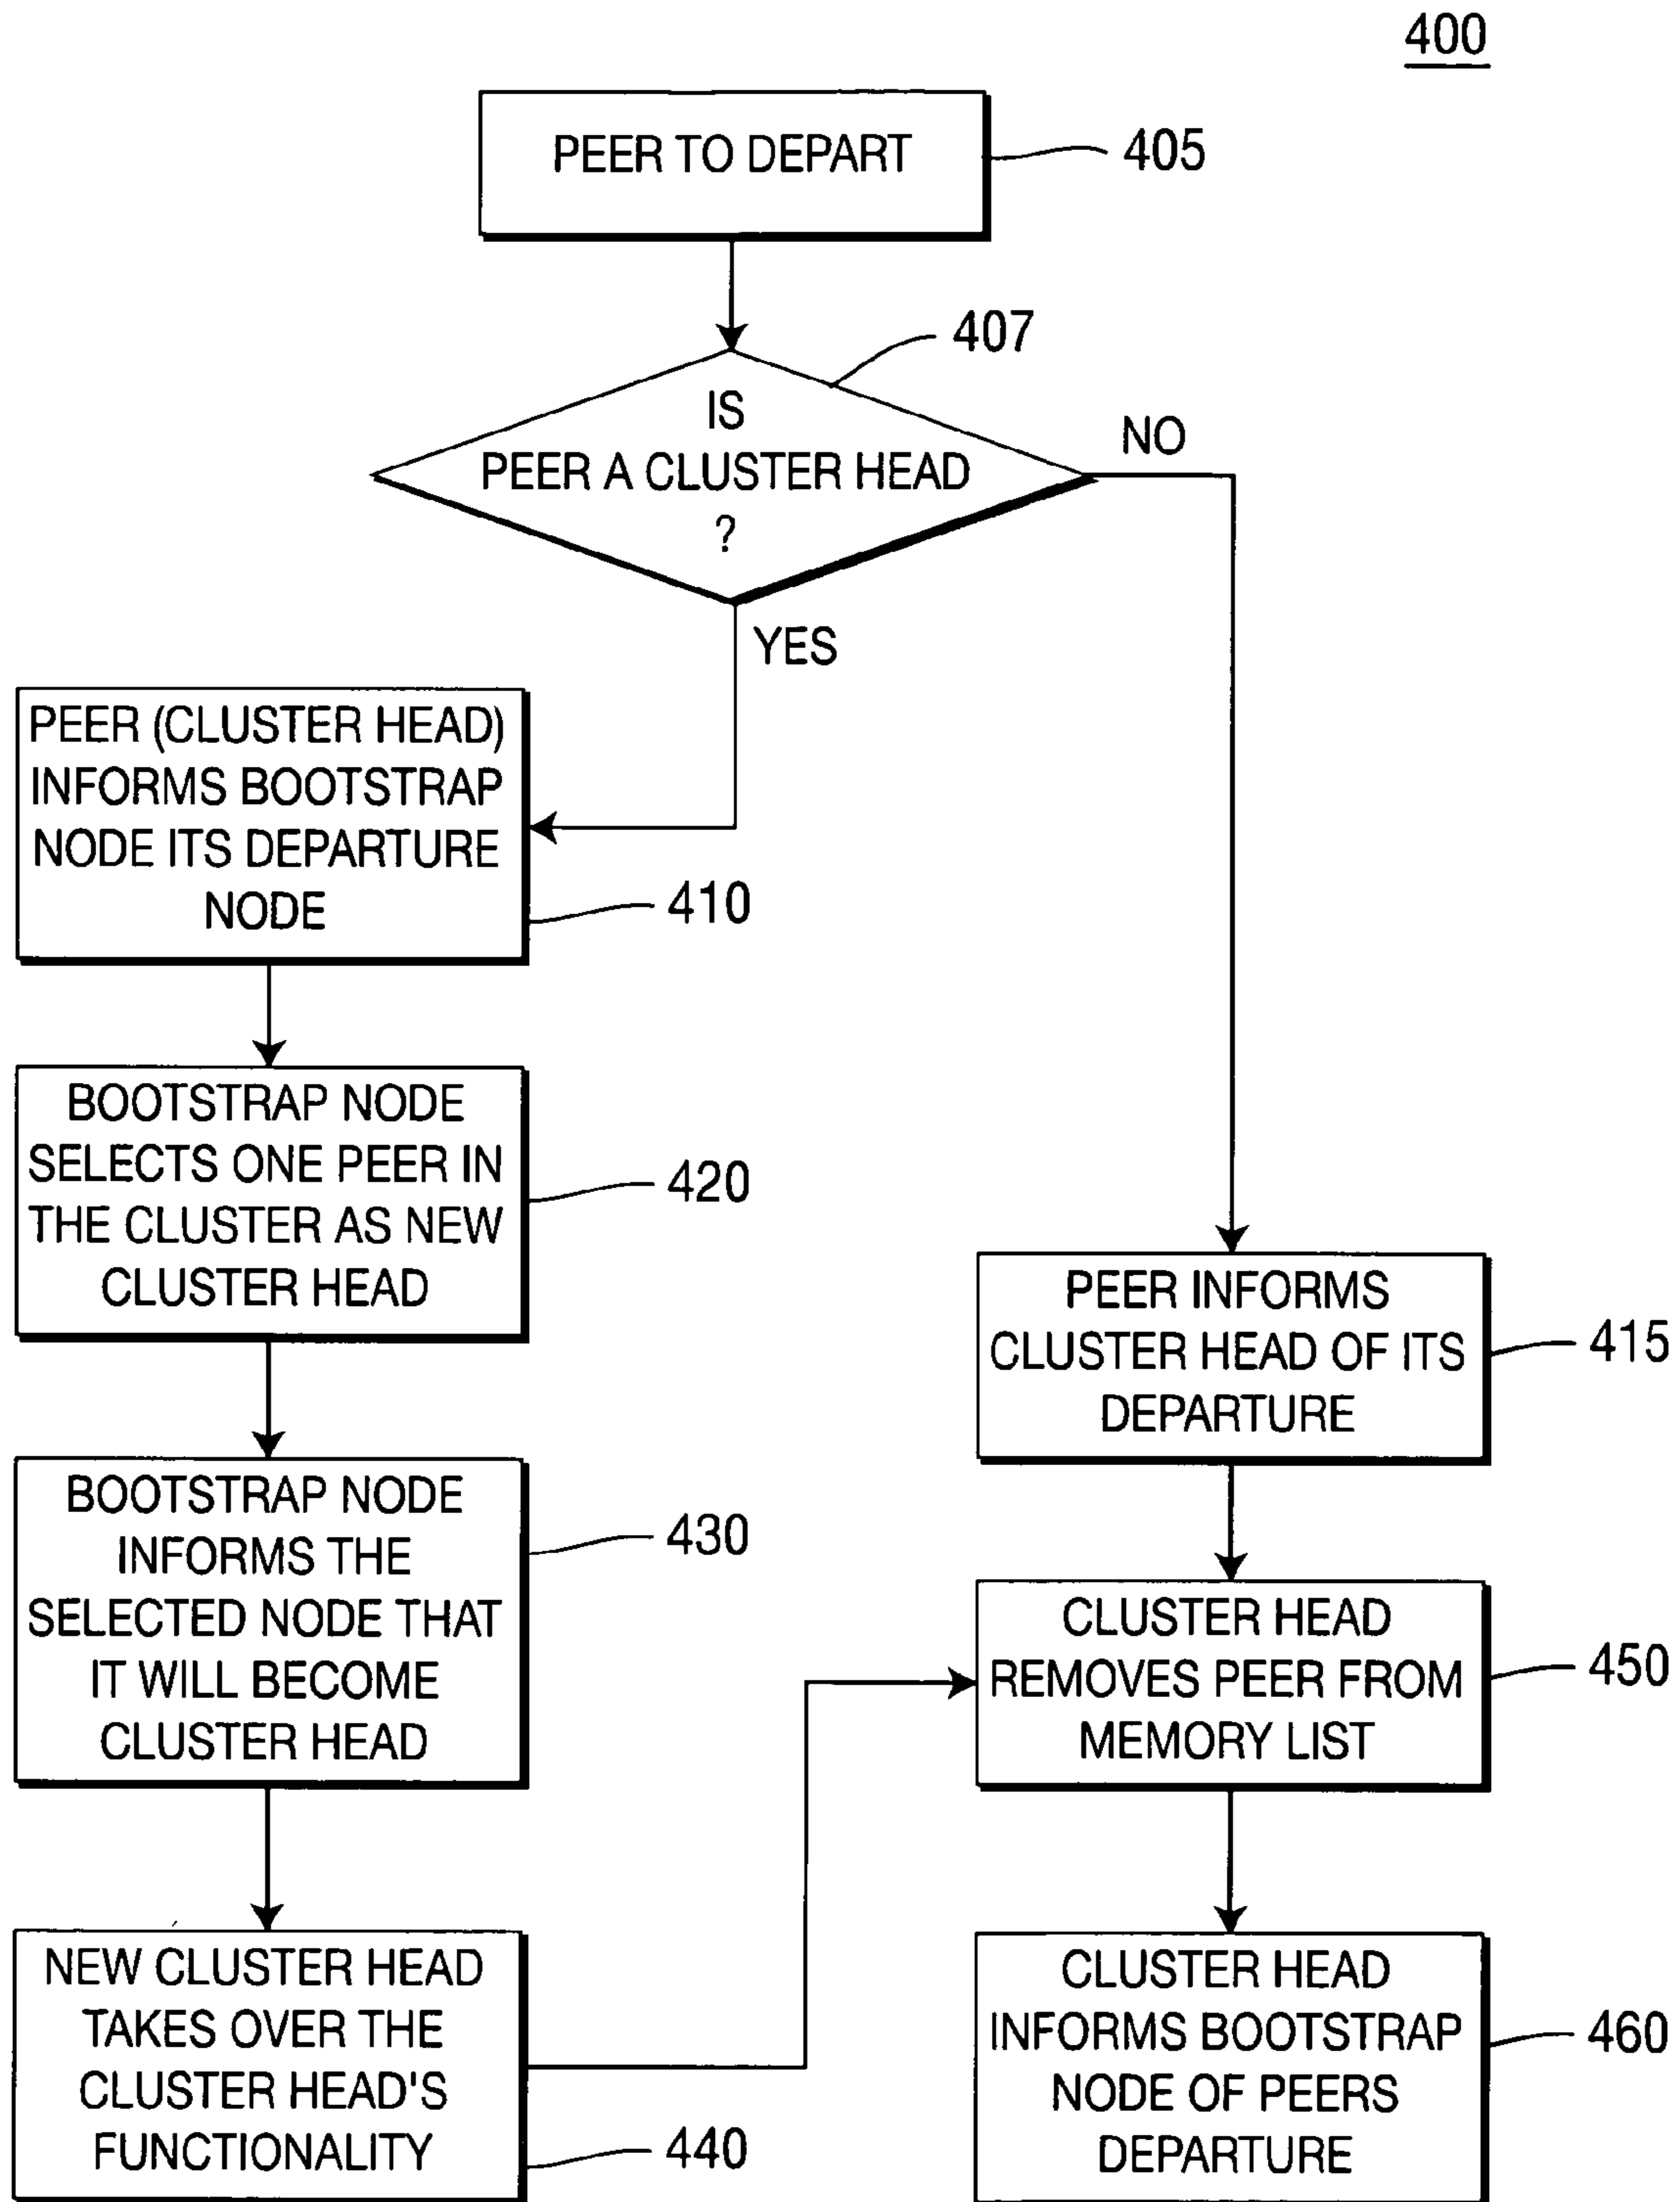 400
PEER TO DEPART
405
407
IS
PEER A CLUSTER HEAD
?
NO
YES
PEER (CLUSTER HEAD)
INFORMS BOOTSTRAP
NODE ITS DEPARTURE
NODE
410
BOOTSTRAP NODE
SELECTS ONE PEER IN
THE CLUSTER AS NEW
CLUSTER HEAD
420
PEER INFORMS
CLUSTER HEAD OF ITS
DEPARTURE
415
BOOTSTRAP NODE
INFORMS THE
SELECTED NODE THAT
IT WILL BECOME
CLUSTER HEAD
430
CLUSTER HEAD
REMOVES PEER FROM
MEMORY LIST
450
NEW CLUSTER HEAD
TAKES OVER THE
CLUSTER HEAD'S
FUNCTIONALITY
440
CLUSTER HEAD
INFORMS BOOTSTRAP
NODE OF PEERS
DEPARTURE
460